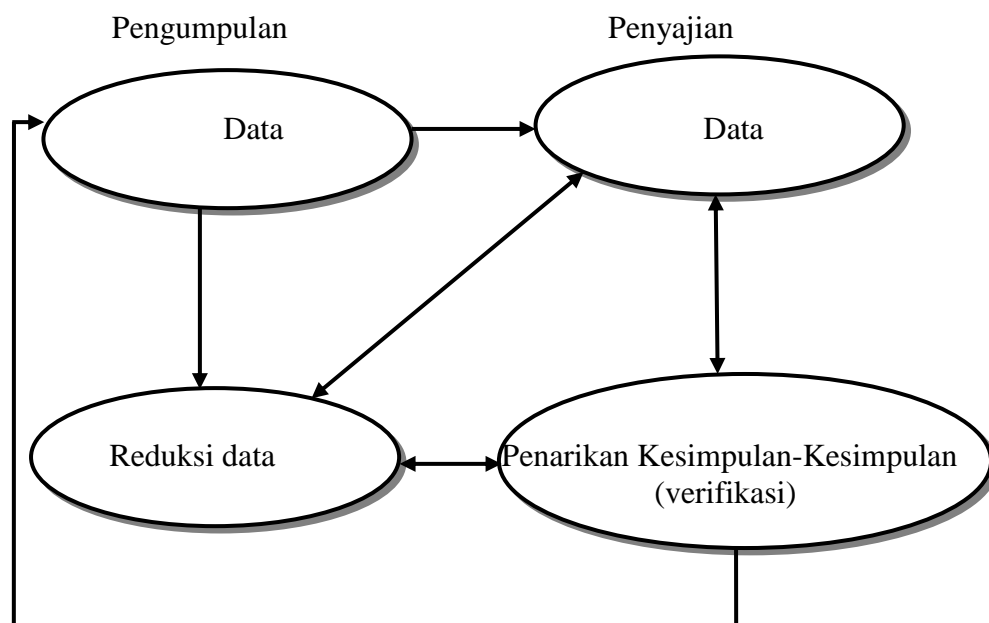 Pengumpulan
Penyajian
Data
Data
Reduksi data
Penarikan Kesimpulan-Kesimpulan
(verifikasi)